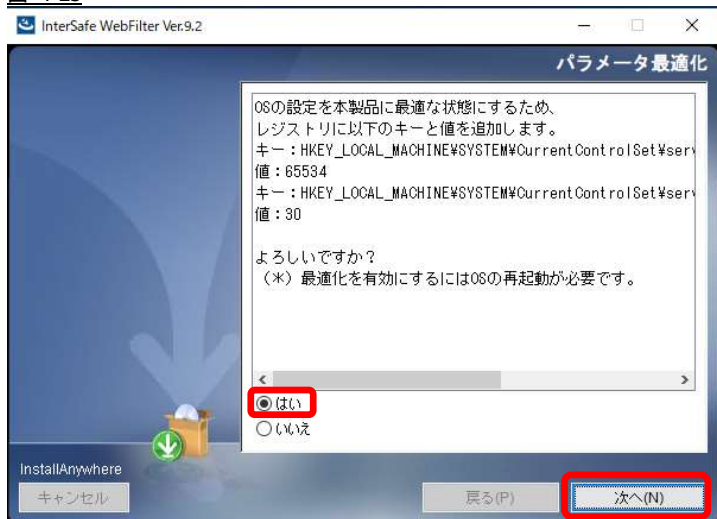 InterSafe WebFilter Ver.9.2
パラメータ最適化
OSの設定を本製品に最適な状態にするため、
レジストリに以下のキーと値を追加します。
キー：HKEY_LOCAL_MACHINE¥SYSTEM¥CurrentControlSet¥serv
値：65534
キー：HKEY_LOCAL_MACHINE¥SYSTEM¥CurrentControlSet¥serv
値：30
よろしいですか？
（*）最適化を有効にするにはOSの再起動が必要です。
はい
いいえ
InstallAnywhere
キャンセル
戻る(P)
次へ(N)